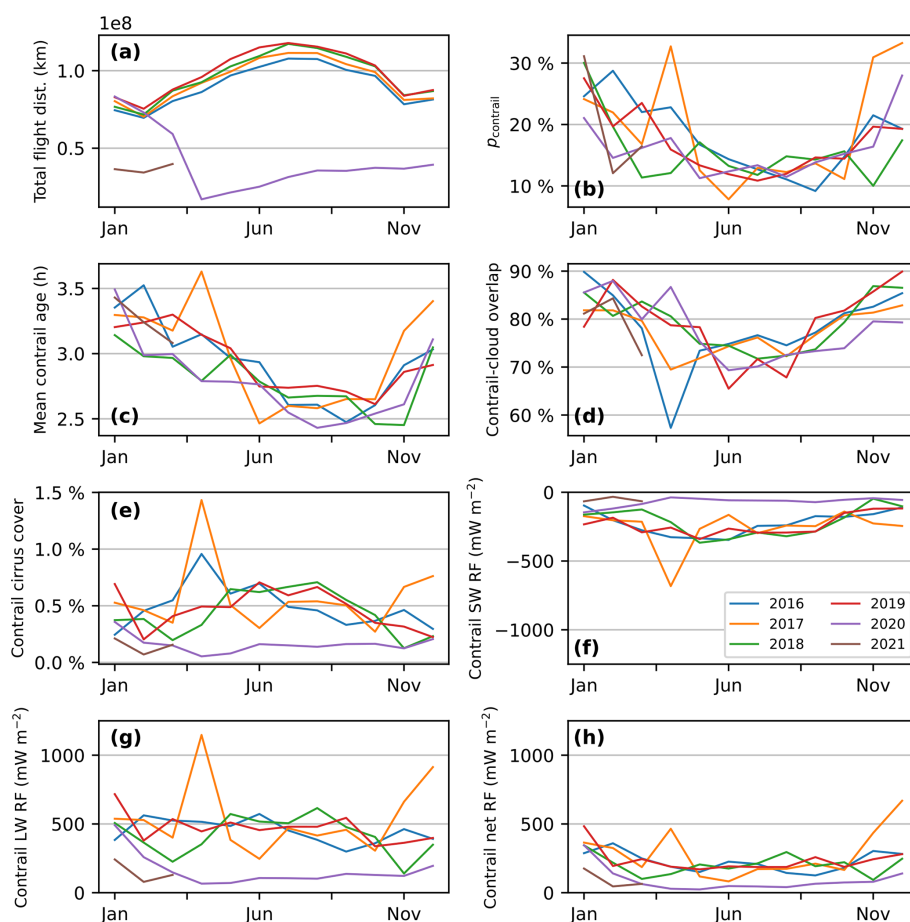 1e8
(a)
Total flight dist. (km)
1.0
0.5
Jan
Jun
Nov
(b)
p_contrail
30 %
20 %
10 %
Jan
Jun
Nov
(c)
Mean contrail age (h)
3.5
3.0
2.5
Jan
Jun
Nov
(d)
Contrail-cloud overlap
90 %
80 %
70 %
60 %
Jan
Jun
Nov
(e)
Contrail cirrus cover
1.5 %
1.0 %
0.5 %
0.0 %
Jan
Jun
Nov
(f)
Contrail SW RF (mW m⁻²)
0
−500
−1000
2016
2017
2018
2019
2020
2021
Jan
Jun
Nov
(g)
Contrail LW RF (mW m⁻²)
1000
500
0
Jan
Jun
Nov
(h)
Contrail net RF (mW m⁻²)
1000
500
0
Jan
Jun
Nov